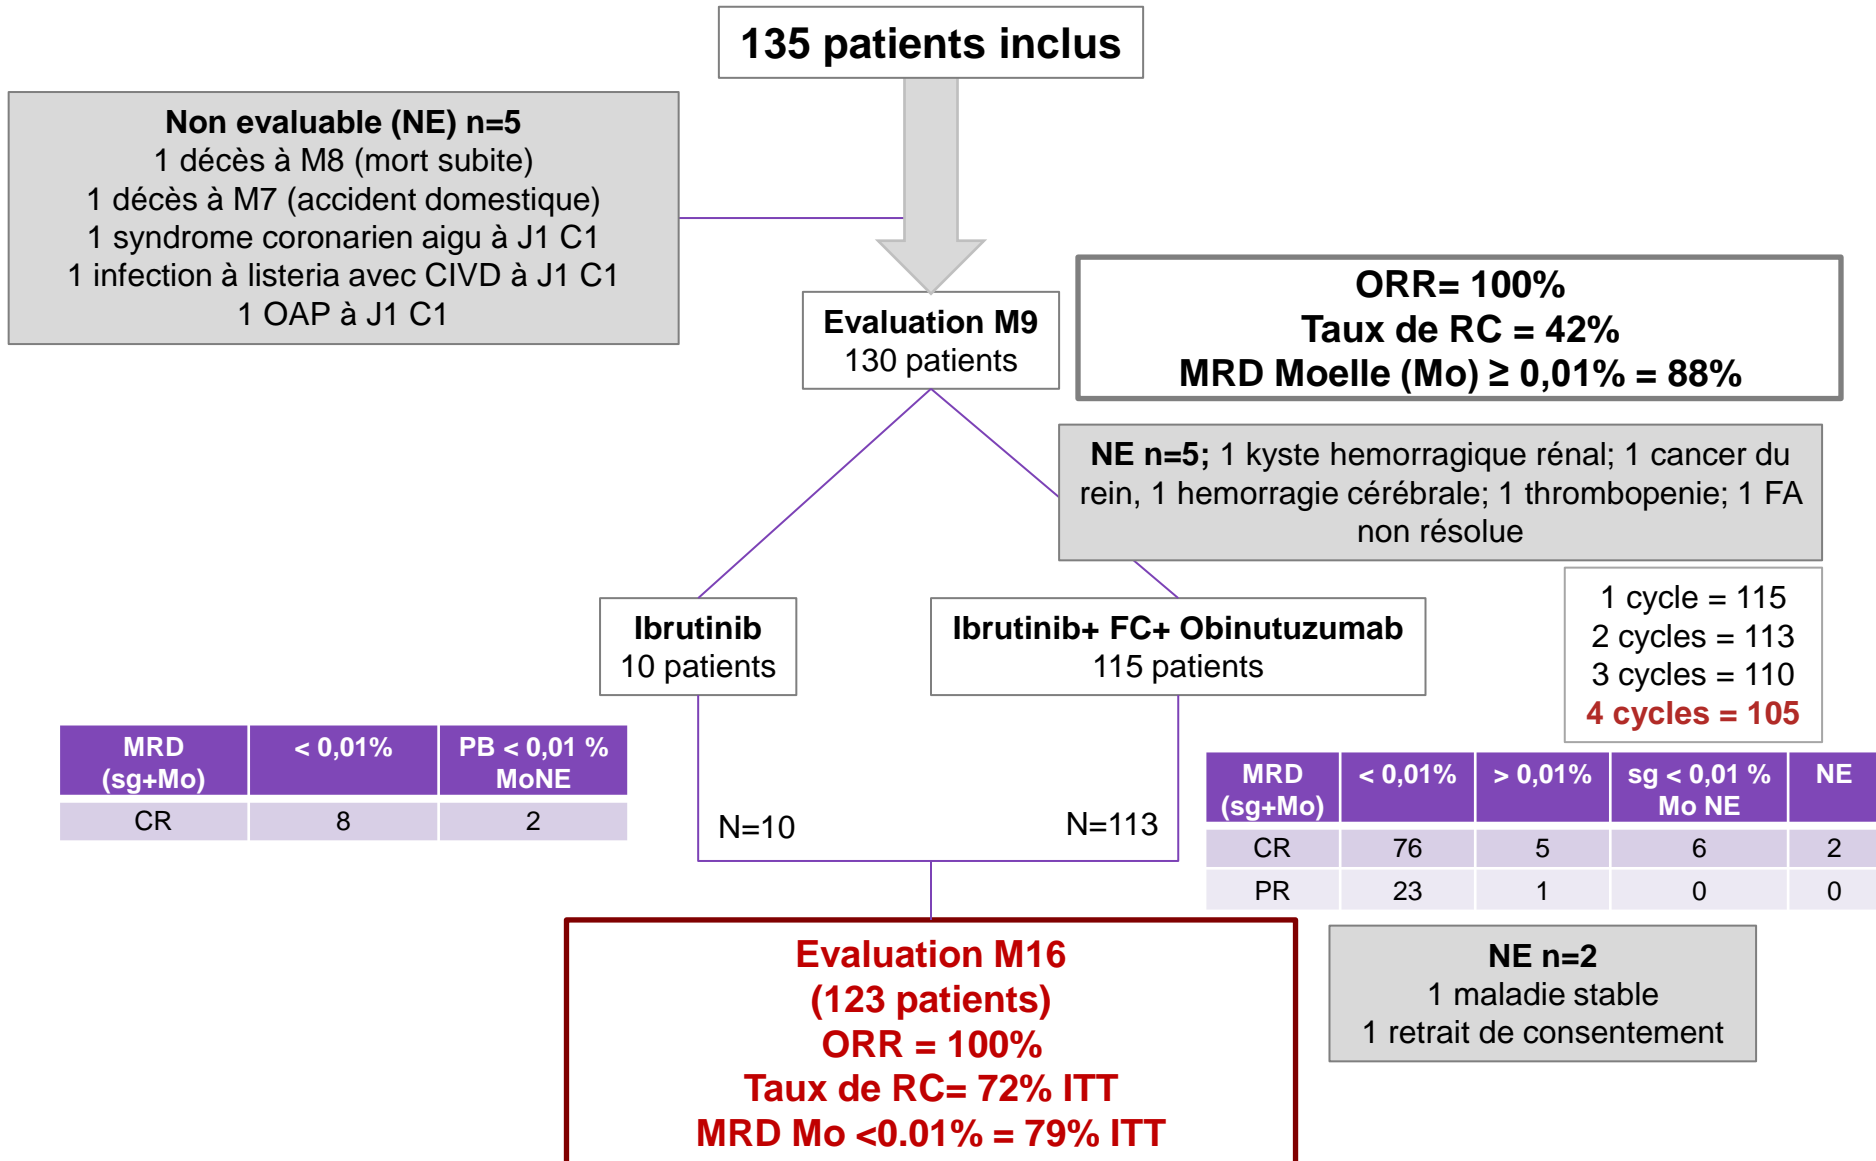 135 patients inclus
Non evaluable (NE) n=5
1 décès à M8 (mort subite)
1 décès à M7 (accident domestique)
1 syndrome coronarien aigu à J1 C1
1 infection à listeria avec CIVD à J1 C1
1 OAP à J1 C1
Evaluation M9
130 patients
ORR= 100%
Taux de RC = 42%
MRD Moelle (Mo) ≥ 0,01% = 88%
NE n=5; 1 kyste hemorragique rénal; 1 cancer du
rein, 1 hemorragie cérébrale; 1 thrombopenie; 1 FA
non résolue
Ibrutinib
10 patients
Ibrutinib+ FC+ Obinutuzumab
115 patients
1 cycle = 115
2 cycles = 113
3 cycles = 110
4 cycles = 105
MRD (sg+Mo) < 0,01% PB < 0,01 % MoNE
CR 8 2
N=10
N=113
MRD (sg+Mo) < 0,01% > 0,01% sg < 0,01 % Mo NE NE
CR 76 5 6 2
PR 23 1 0 0
Evaluation M16
(123 patients)
ORR = 100%
Taux de RC= 72% ITT
MRD Mo <0.01% = 79% ITT
NE n=2
1 maladie stable
1 retrait de consentement